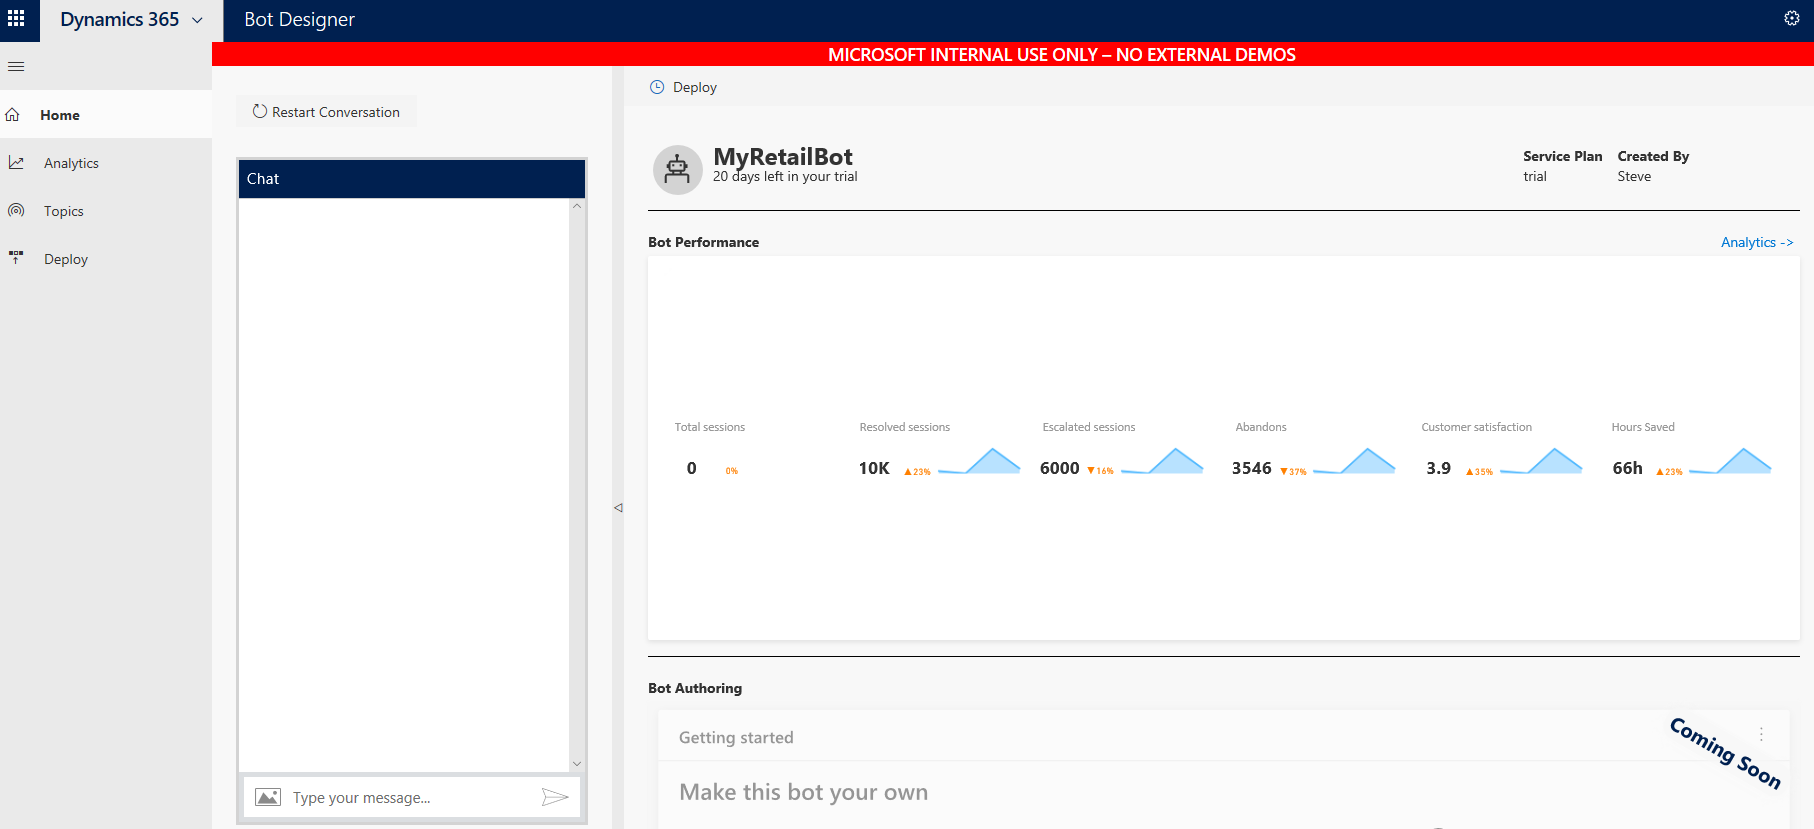 Dynamics 365
Bot Designer
MICROSOFT INTERNAL USE ONLY – NO EXTERNAL DEMOS
Home
Analytics
Topics
Deploy
Restart Conversation
Chat
Type your message...
Deploy
MyRetailBot
20 days left in your trial
Service Plan
trial
Created By
Steve
Bot Performance
Analytics ->
Total sessions
0 0%
Resolved sessions
10K ▲23%
Escalated sessions
6000 ▼16%
Abandons
3546 ▼37%
Customer satisfaction
3.9 ▲35%
Hours Saved
66h ▲23%
Bot Authoring
Getting started
Coming Soon
Make this bot your own